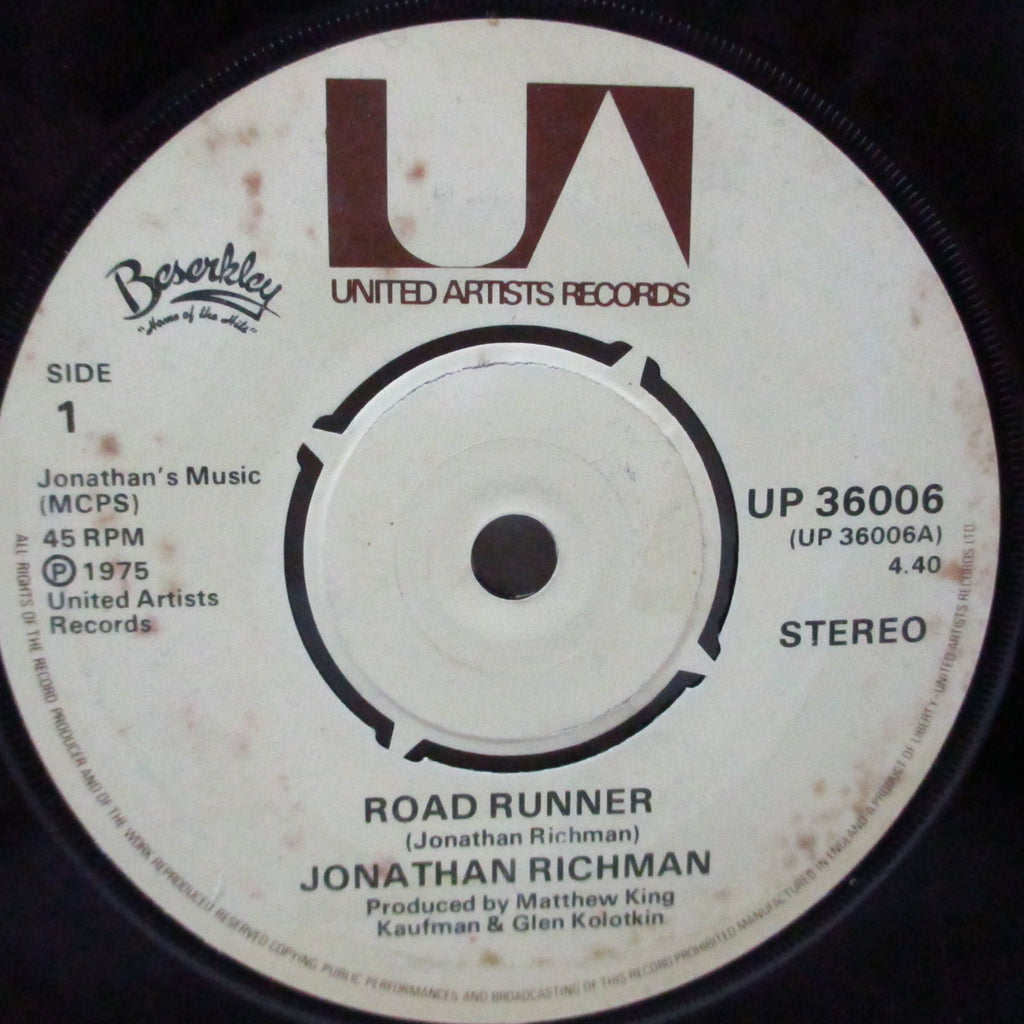 UA
UNITED ARTISTS RECORDS
Beserkley
"Home of the Hits"
SIDE
1
Jonathan's Music
(MCPS)
45 RPM
Ⓟ 1975
United Artists
Records
UP 36006
(UP 36006A)
4.40
STEREO
ROAD RUNNER
(Jonathan Richman)
JONATHAN RICHMAN
Produced by Matthew King
Kaufman & Glen Kolotkin
ALL RIGHTS OF THE RECORD PRODUCER AND OF THE WORK REPRODUCED RESERVED COPYING PUBLIC PERFORMANCES AND BROADCASTING OF THIS RECORD PROHIBITED MANUFACTURED IN ENGLAND A PRODUCT OF LIBERTY-UNITED ARTISTS RECORDS LTD